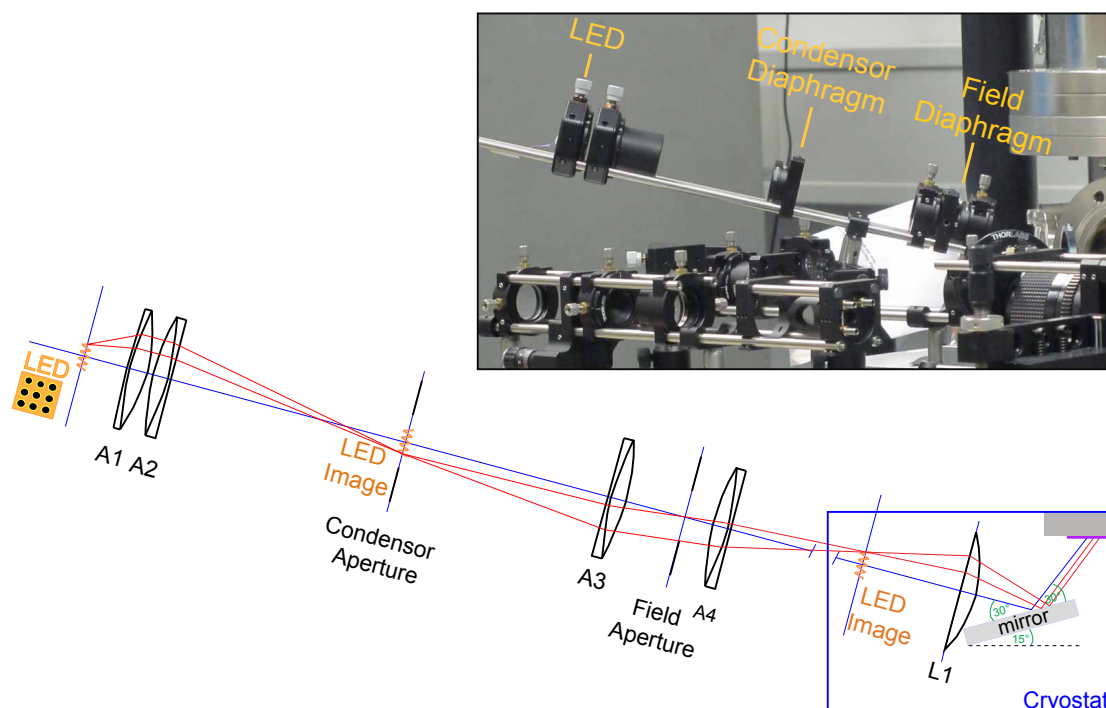 LED
Condensor
Diaphragm
Field
Diaphragm
THORLABS
LED
A1 A2
LED
Image
Condensor
Aperture
A3
Field
Aperture
A4
LED
Image
L1
30°
30°
mirror
15°
Cryostat